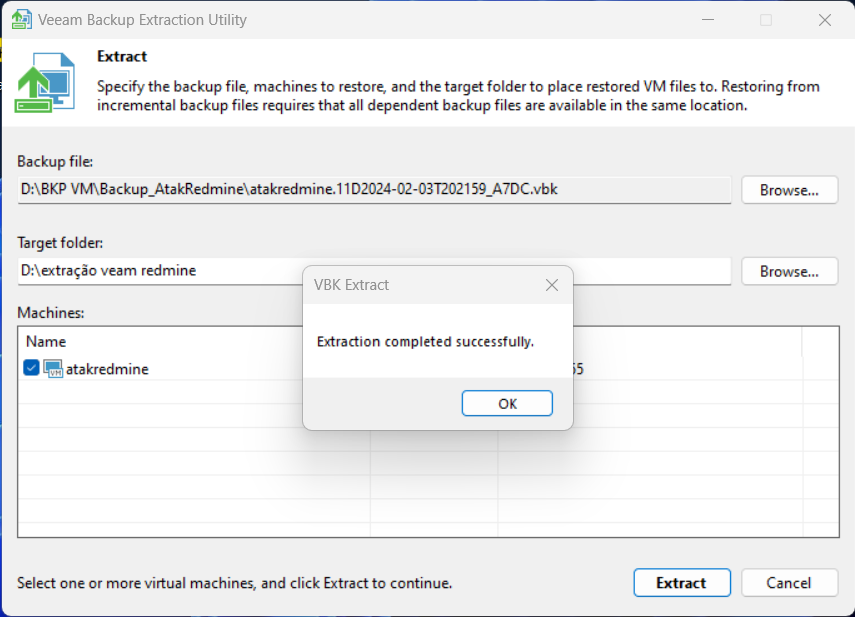 Veeam Backup Extraction Utility
Extract
Specify the backup file, machines to restore, and the target folder to place restored VM files to. Restoring from
incremental backup files requires that all dependent backup files are available in the same location.
Backup file:
D:\BKP VM\Backup_AtakRedmine\atakredmine.11D2024-02-03T202159_A7DC.vbk
Browse...
Target folder:
D:\extração veam redmine
Browse...
VBK Extract
Extraction completed successfully.
OK
Machines:
Name
atakredmine
Select one or more virtual machines, and click Extract to continue.
Extract
Cancel